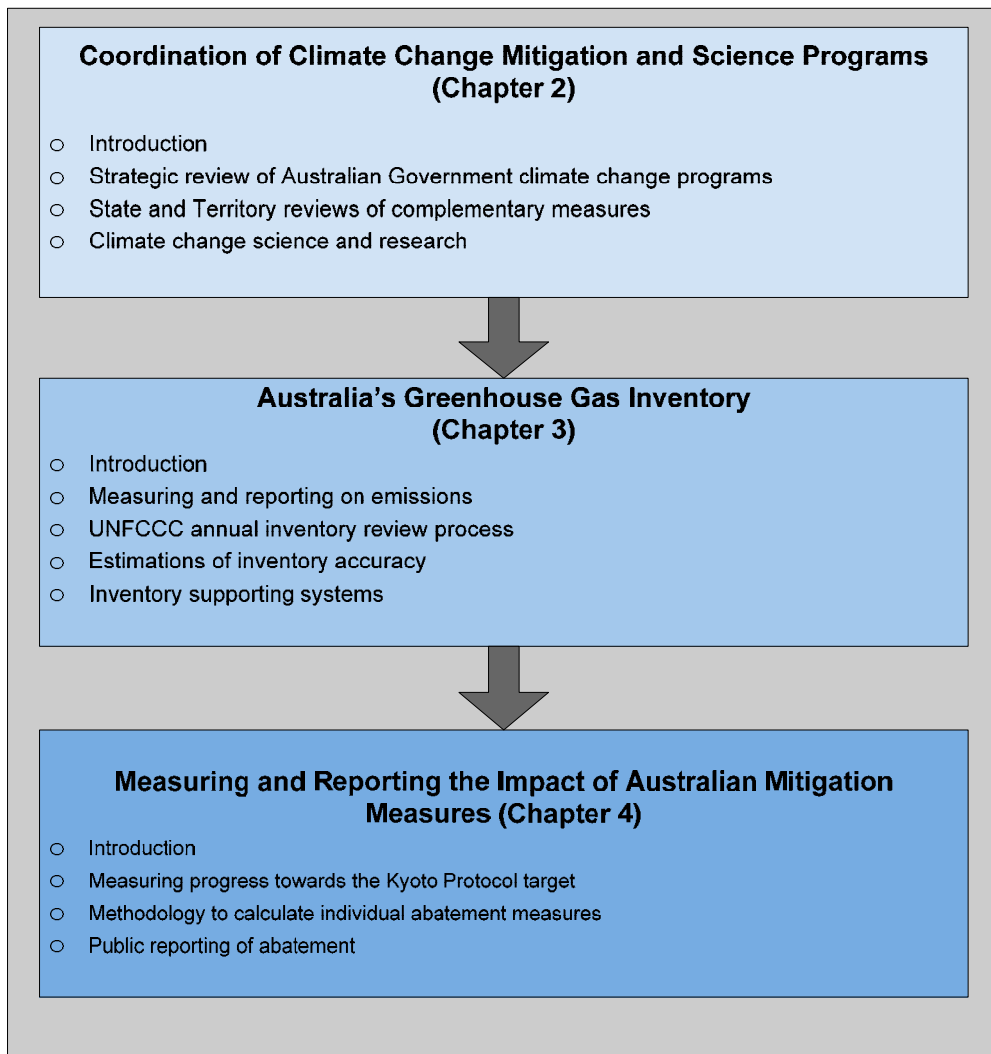 Coordination of Climate Change Mitigation and Science Programs
(Chapter 2)
o Introduction
o Strategic review of Australian Government climate change programs
o State and Territory reviews of complementary measures
o Climate change science and research
Australia's Greenhouse Gas Inventory
(Chapter 3)
o Introduction
o Measuring and reporting on emissions
o UNFCCC annual inventory review process
o Estimations of inventory accuracy
o Inventory supporting systems
Measuring and Reporting the Impact of Australian Mitigation
Measures (Chapter 4)
o Introduction
o Measuring progress towards the Kyoto Protocol target
o Methodology to calculate individual abatement measures
o Public reporting of abatement